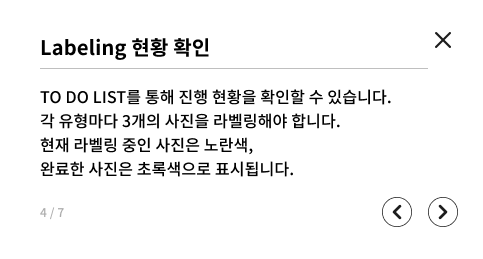 Labeling 현황 확인
TO DO LIST를 통해 진행 현황을 확인할 수 있습니다.
각 유형마다 3개의 사진을 라벨링해야 합니다.
현재 라벨링 중인 사진은 노란색,
완료한 사진은 초록색으로 표시됩니다.
4 / 7